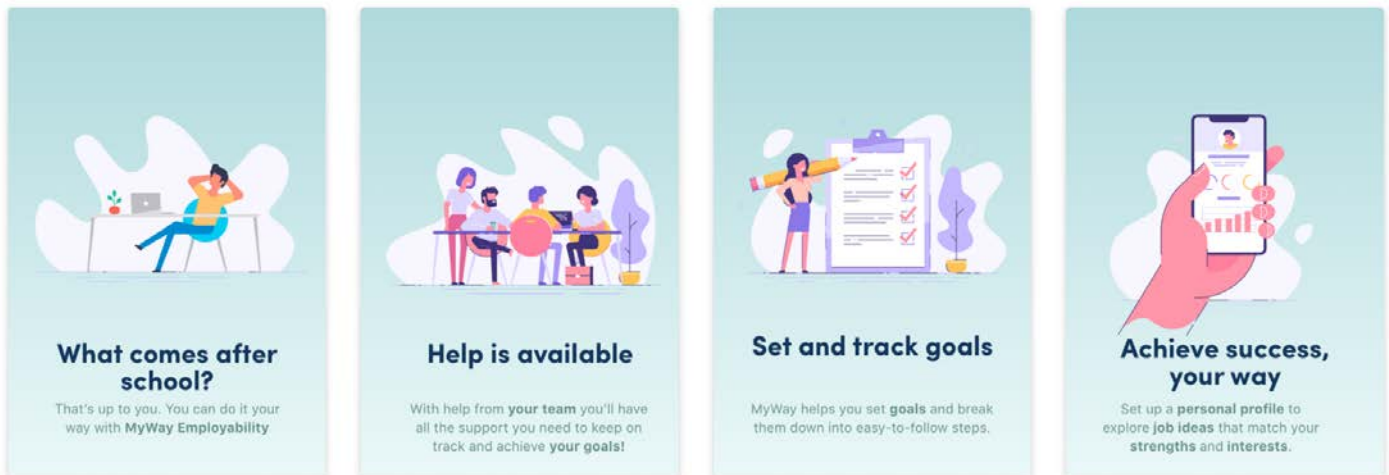 What comes after
school?
That's up to you. You can do it your
way with MyWay Employability
Help is available
With help from your team you'll have
all the support you need to keep on
track and achieve your goals!
Set and track goals
MyWay helps you set goals and break
them down into easy-to-follow steps.
Achieve success,
your way
Set up a personal profile to
explore job ideas that match your
strengths and interests.